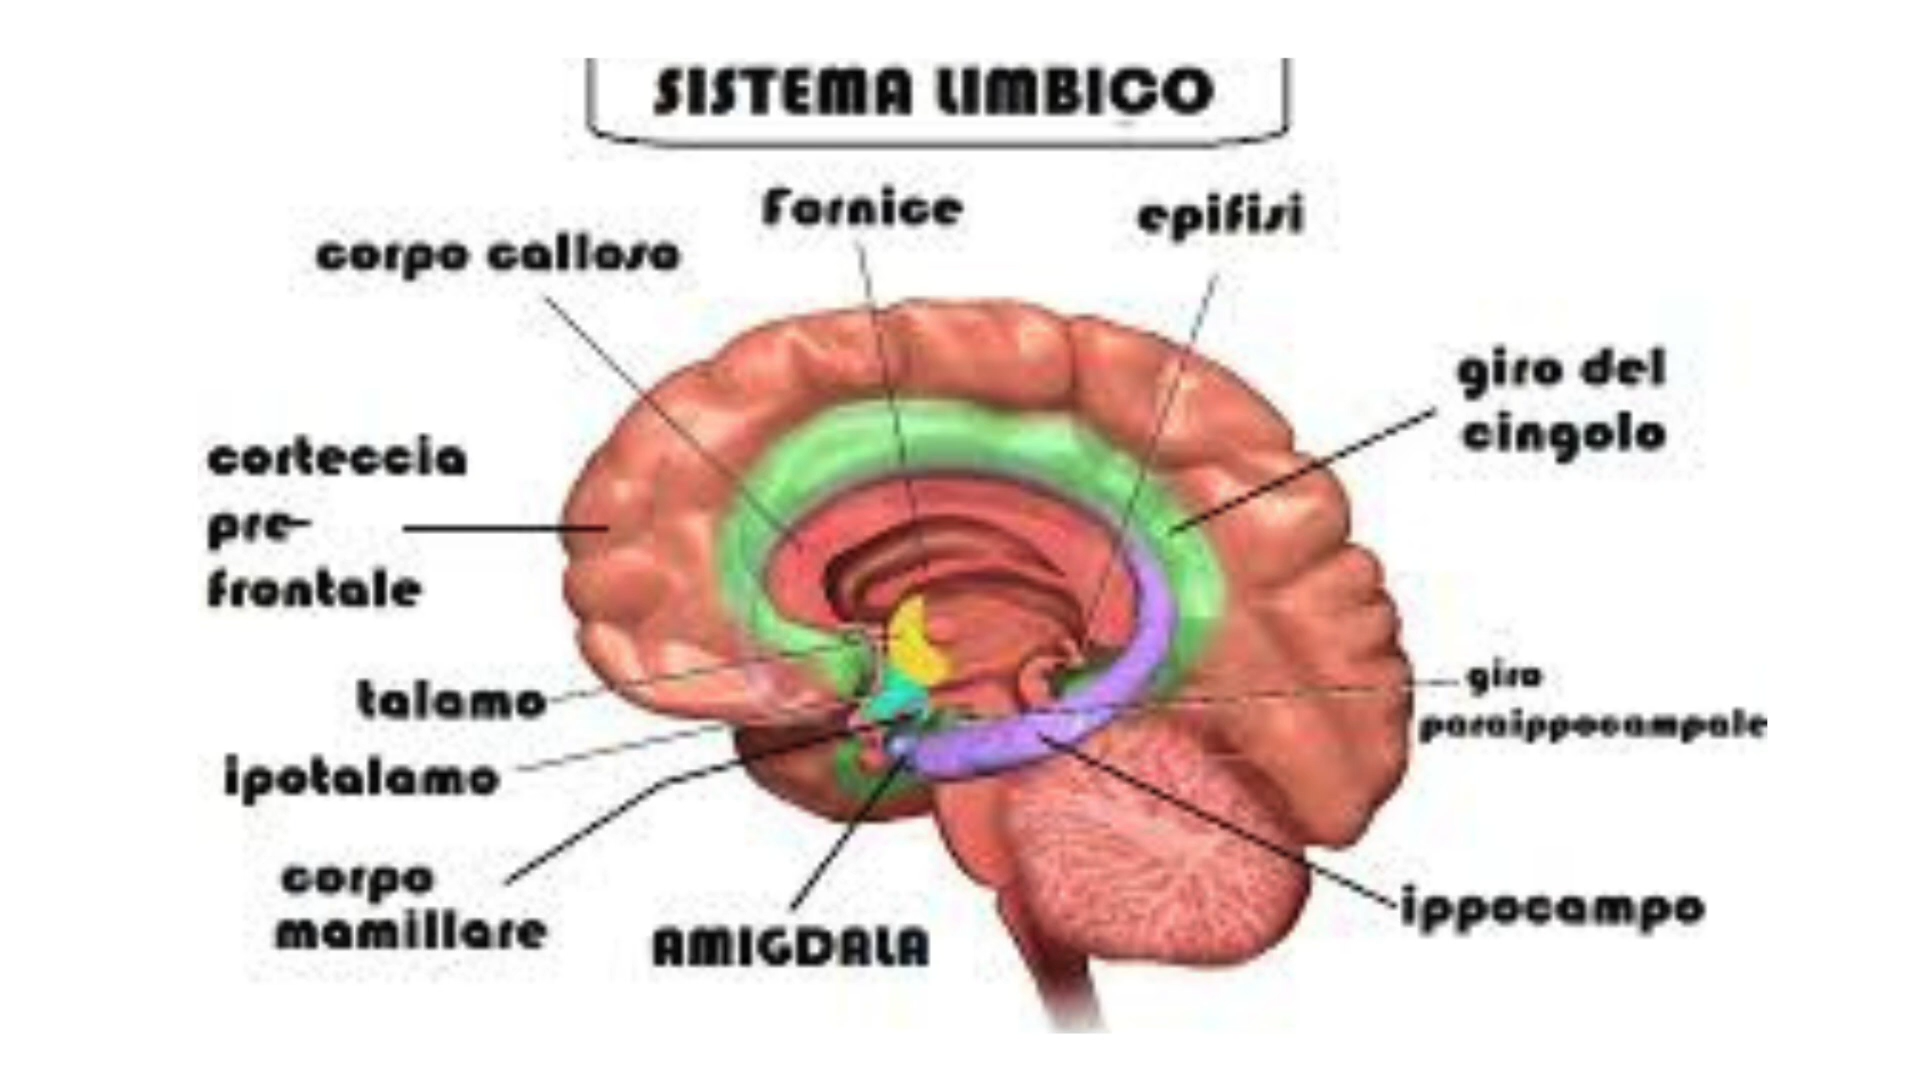 SISTEMA LIMBICO
Fornice
epifisi
corpo calloso
giro del
cingolo
corteccia
pre-
frontale
talamo
giro
paraippocampale
ipotalamo
corpo
mamillare
AMIGDALA
ippocampo